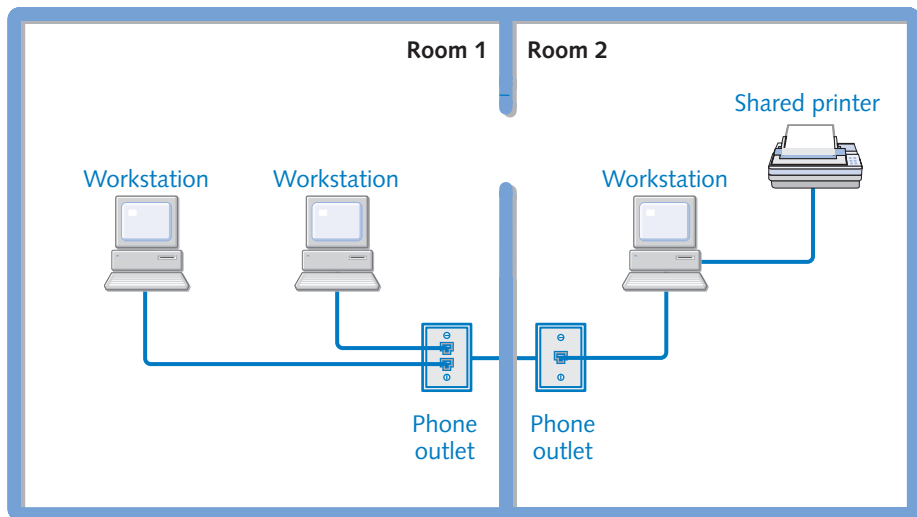 Room 1
Room 2
Shared printer
Workstation
Workstation
Workstation
Phone
outlet
Phone
outlet